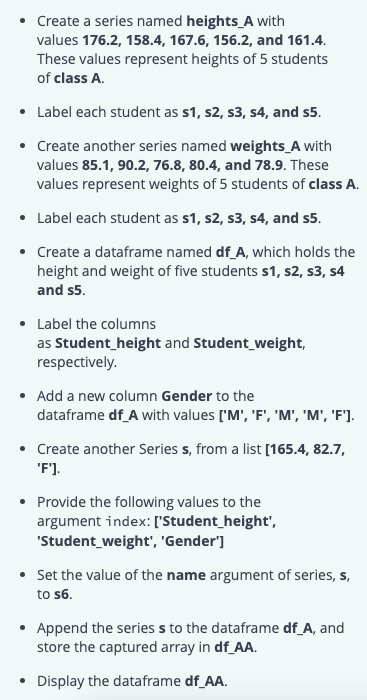 • Create a series named heights_A with
values 176.2, 158.4, 167.6, 156.2, and 161.4.
These values represent heights of 5 students
of class A.
• Label each student as s1, s2, s3, s4, and s5.
• Create another series named weights_A with
values 85.1, 90.2, 76.8, 80.4, and 78.9. These
values represent weights of 5 students of class A.
• Label each student as s1, s2, s3, s4, and s5.
• Create a dataframe named df_A, which holds the
height and weight of five students s1, s2, s3, s4
and s5.
• Label the columns
as Student_height and Student_weight,
respectively.
• Add a new column Gender to the
dataframe df_A with values ['M', 'F', 'M', 'M', 'F'].
• Create another Series s, from a list [165.4, 82.7,
'F'].
• Provide the following values to the
argument index: ['Student_height',
'Student_weight', 'Gender']
• Set the value of the name argument of series, s,
to s6.
• Append the series s to the dataframe df_A, and
store the captured array in df_AA.
• Display the dataframe df_AA.